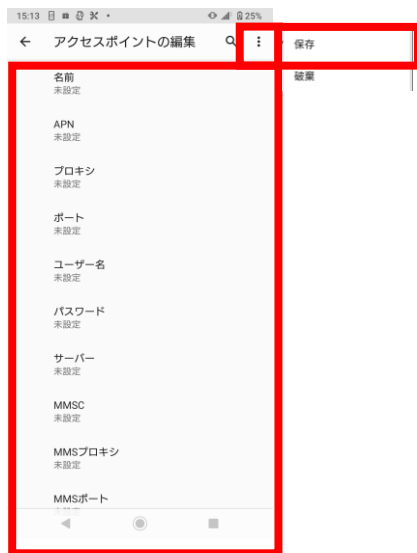 15:13 25%
アクセスポイントの編集
保存
破棄
名前
未設定
APN
未設定
プロキシ
未設定
ポート
未設定
ユーザー名
未設定
パスワード
未設定
サーバー
未設定
MMSC
未設定
MMSプロキシ
未設定
MMSポート